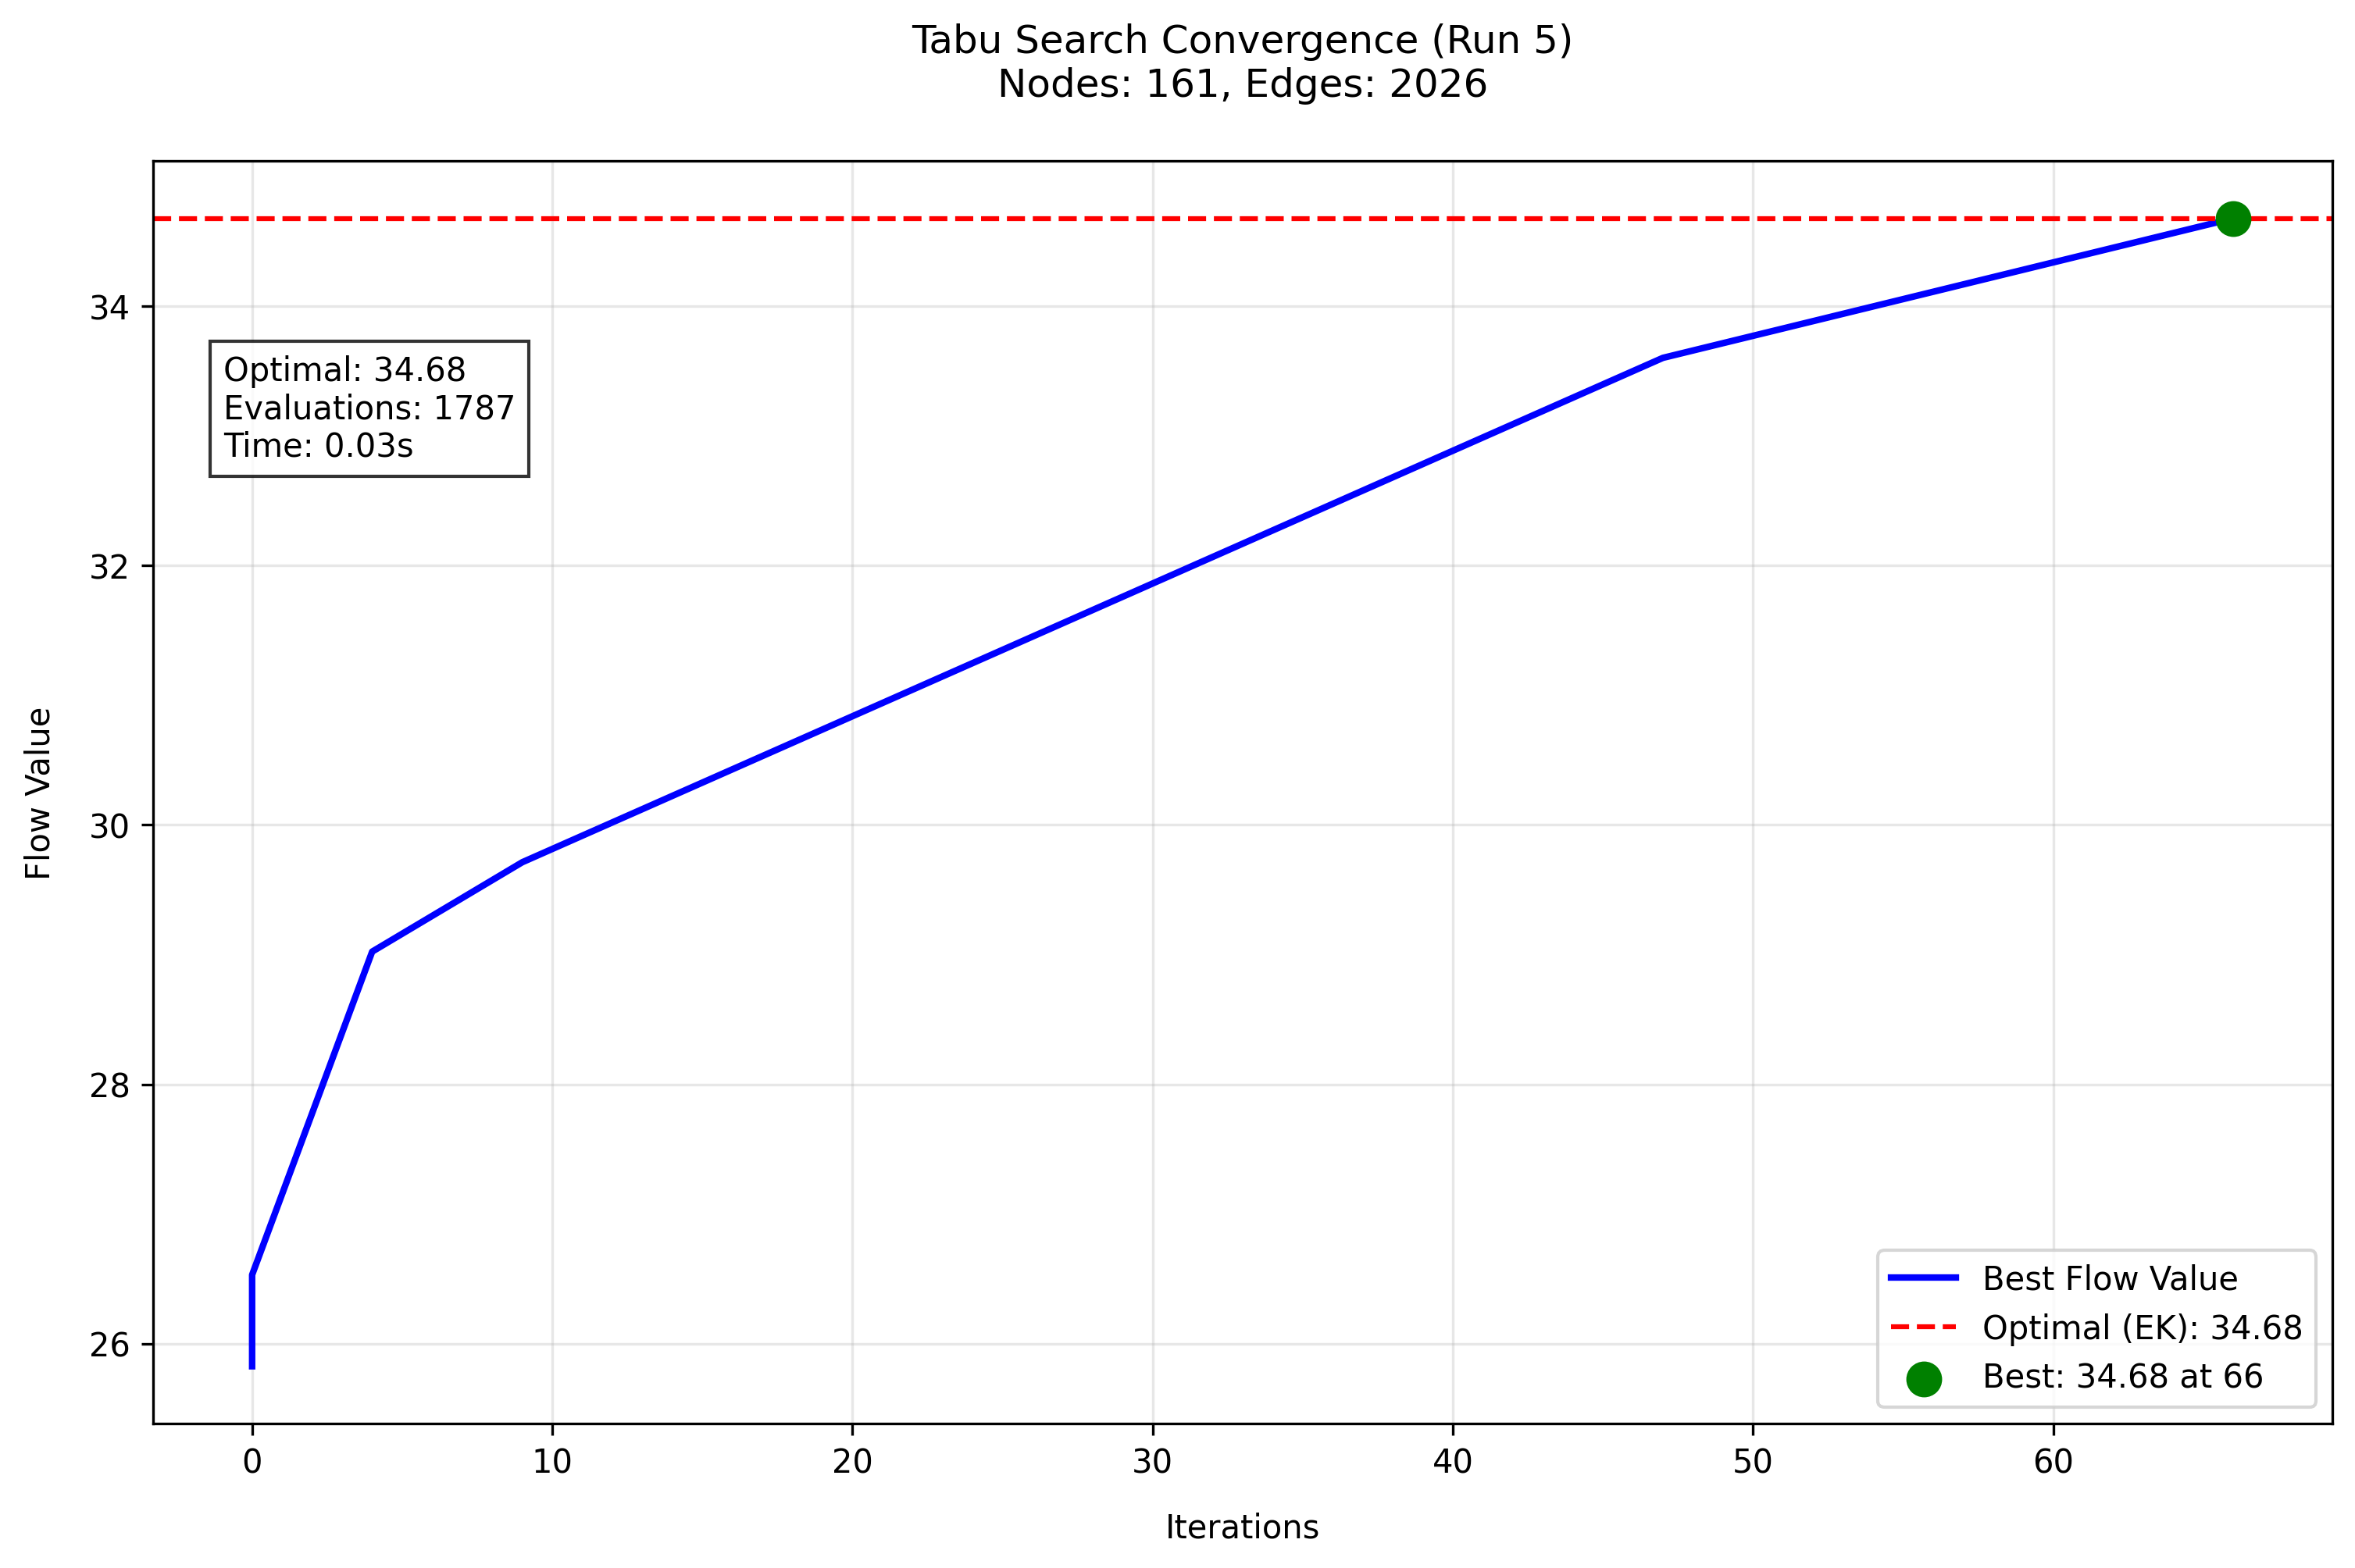 Tabu Search Convergence (Run 5)
Nodes: 161, Edges: 2026
Flow Value
34
32
30
28
26
Optimal: 34.68
Evaluations: 1787
Time: 0.03s
Best Flow Value
Optimal (EK): 34.68
Best: 34.68 at 66
0 10 20 30 40 50 60
Iterations